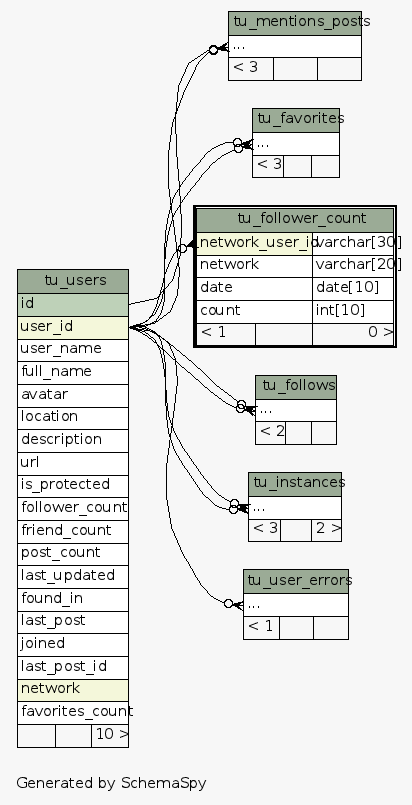 tu_mentions_posts
...
< 3
tu_favorites
...
< 3
tu_follower_count
network_user_id varchar[30]
network varchar[20]
date date[10]
count int[10]
< 1 0 >
tu_users
id
user_id
user_name
full_name
avatar
location
description
url
is_protected
follower_count
friend_count
post_count
last_updated
found_in
last_post
joined
last_post_id
network
favorites_count
10 >
tu_follows
...
< 2
tu_instances
...
< 3 2 >
tu_user_errors
...
< 1
Generated by SchemaSpy